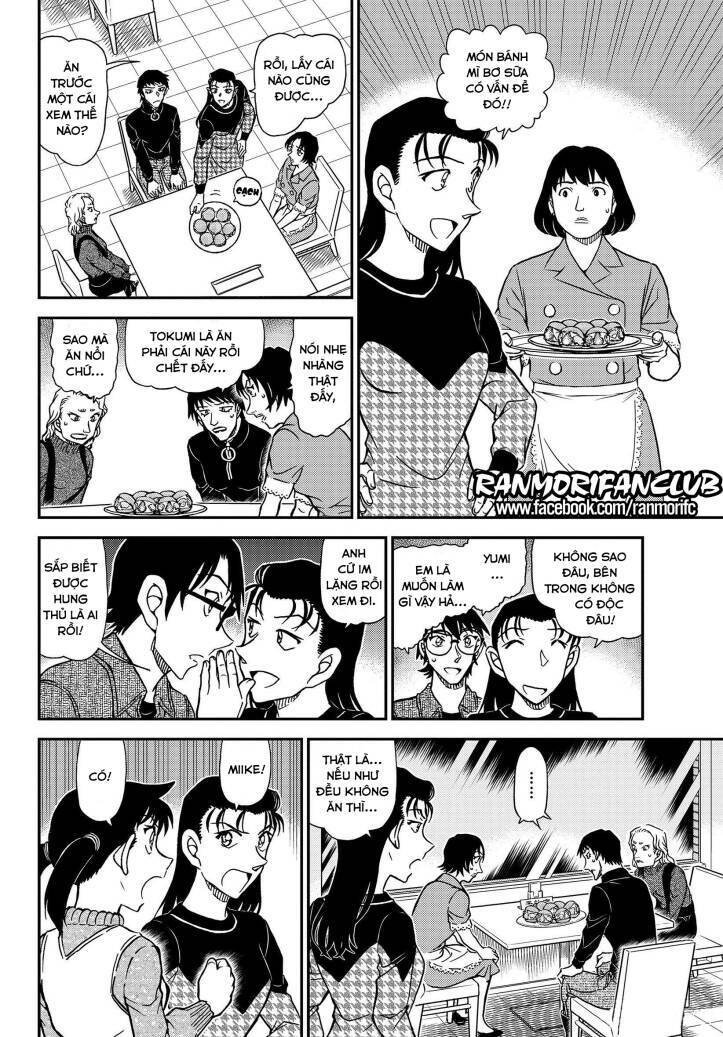 MÓN BÁNH
MÌ BƠ SỮA
CÓ VẤN ĐỀ
ĐÓ!!
RỒI, LẤY CÁI
NÀO CŨNG
ĐƯỢC...
ĂN
TRƯỚC
MỘT CÁI
XEM THẾ
NÀO?
CẠCH
NÓI NHẸ
NHÀNG
THẬT ĐẤY,
TOKUMI LÀ ĂN
PHẢI CÁI NÀY RỒI
CHẾT ĐẤY...
SAO MÀ
ĂN NỔI
CHỨ...
RANMORIFANCLUB
www.facebook.com/ranmorifc
KHÔNG SAO
ĐÂU, BÊN
TRONG KHÔNG
CÓ ĐỘC
ĐÂU!
YUMI
...
EM LÀ
MUỐN LÀM
GÌ VẬY HẢ...
ANH
CỨ IM
LẶNG RỒI
XEM ĐI.
SẮP BIẾT
ĐƯỢC
HUNG
THỦ LÀ AI
RỒI!
......
THẬT LÀ...
NẾU NHƯ
ĐỀU KHÔNG
ĂN THÌ...
MIIKE!
CÓ!